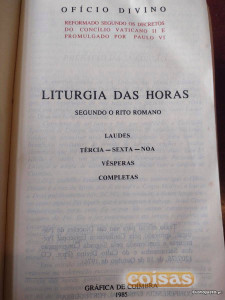 OFÍCIO DIVINO
REFORMADO SEGUNDO OS DECRETOS
DO CONCÍLIO VATICANO II E
PROMULGADO POR PAULO VI
LITURGIA DAS HORAS
SEGUNDO O RITO ROMANO
LAUDES
TÉRCIA — SEXTA — NOA
VÉSPERAS
COMPLETAS
GRÁFICA DE COIMBRA
1985
coisas